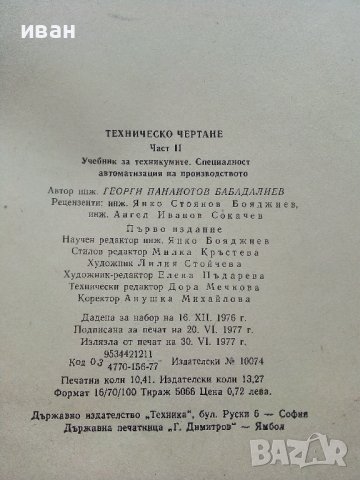 иван
ТЕХНИЧЕСКО ЧЕРТАНЕ
Част II
Учебник за техникумите. Специалност
автоматизация на производството
Автор инж. ГЕОРГИ ПАНАИОТОВ БАБАДАЛИЕВ
Рецензенти: инж. Янко Стоянов Бояджиев,
инж. Ангел Иванов Сокачев
Първо издание
Научен редактор инж. Янко Бояджиев
Стилов редактор Милка Кръстева
Художник Лилия Стойчева
Художник-редактор Елена Пъдарева
Технически редактор Дора Мечкова
Коректор Анушка Михайлова
Дадена за набор на 16. XII. 1976 г.
Подписана за печат на 20. VI. 1977 г.
Излязла от печат на 30. VI. 1977 г.
Код 03 9534421211
4770-156-77 Издателски № 10074
Печатни коли 10,41. Издателски коли 13,27
Формат 16/70/100 Тираж 5066 Цена 0,72 лева.
Държавно издателство „Техника“, бул. Руски 6 – София
Държавна печатница „Г. Димитров“ – Ямбол
bazar.bg